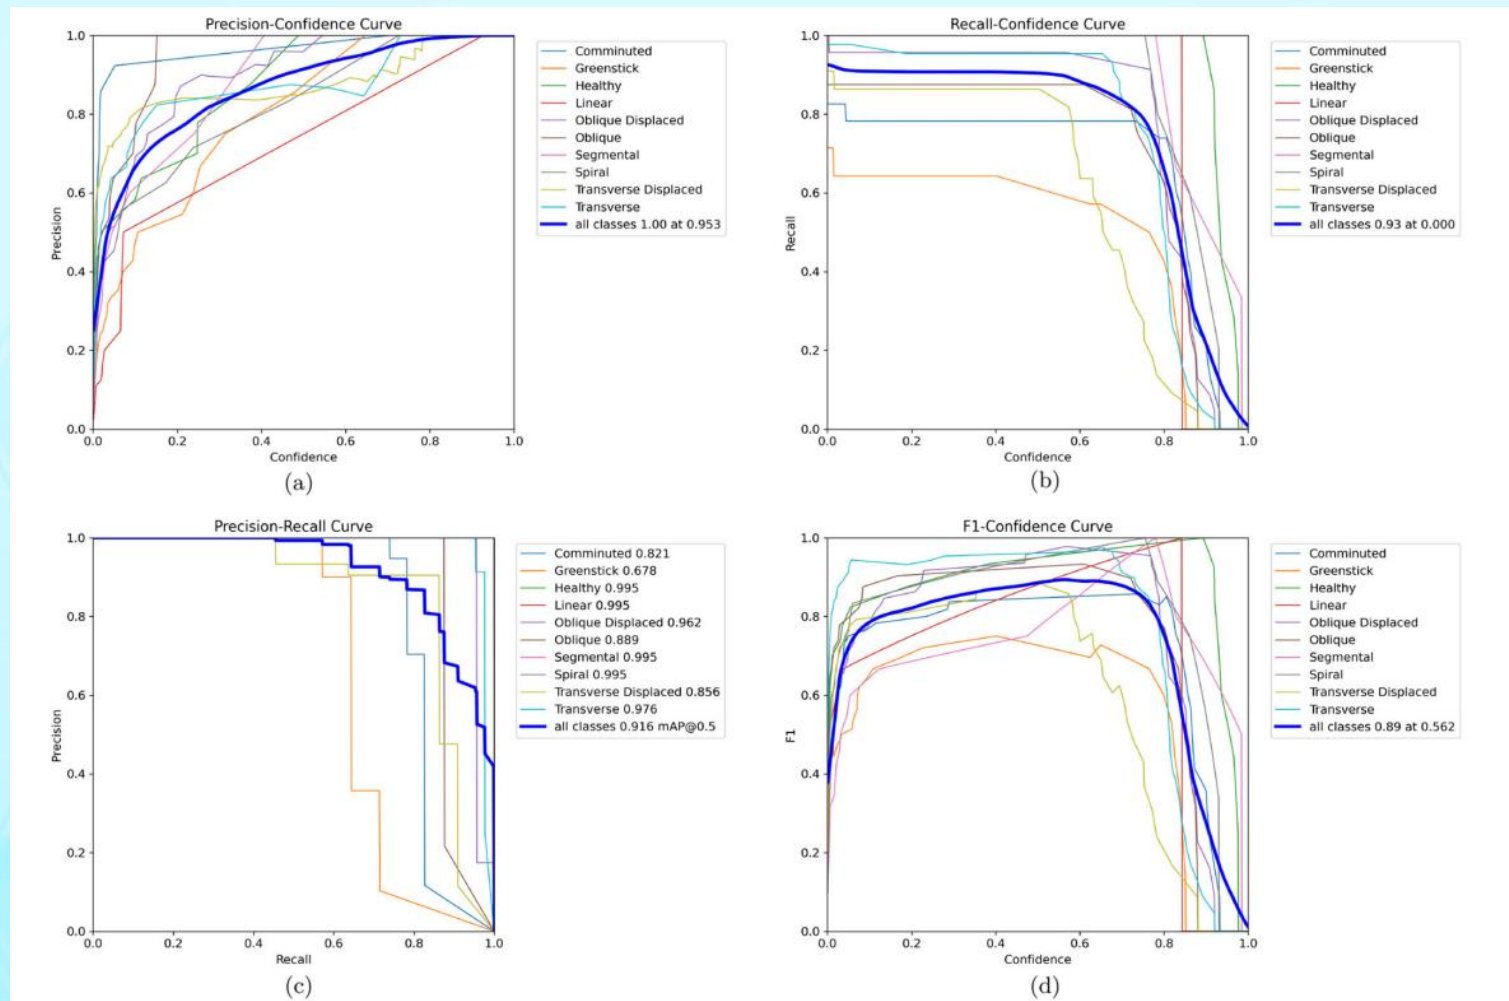 Precision-Confidence Curve
1.0
0.8
0.6
0.4
0.2
0.0
Precision
0.0 0.2 0.4 0.6 0.8 1.0
Confidence
Comminuted
Greenstick
Healthy
Linear
Oblique Displaced
Oblique
Segmental
Spiral
Transverse Displaced
Transverse
all classes 1.00 at 0.953
(a)
Recall-Confidence Curve
1.0
0.8
0.6
0.4
0.2
0.0
Recall
0.0 0.2 0.4 0.6 0.8 1.0
Confidence
Comminuted
Greenstick
Healthy
Linear
Oblique Displaced
Oblique
Segmental
Spiral
Transverse Displaced
Transverse
all classes 0.93 at 0.000
(b)
Precision-Recall Curve
1.0
0.8
0.6
0.4
0.2
0.0
Precision
0.0 0.2 0.4 0.6 0.8 1.0
Recall
Comminuted 0.821
Greenstick 0.678
Healthy 0.995
Linear 0.995
Oblique Displaced 0.962
Oblique 0.889
Segmental 0.995
Spiral 0.995
Transverse Displaced 0.856
Transverse 0.976
all classes 0.916 mAP@0.5
(c)
F1-Confidence Curve
1.0
0.8
0.6
0.4
0.2
0.0
F1
0.0 0.2 0.4 0.6 0.8 1.0
Confidence
Comminuted
Greenstick
Healthy
Linear
Oblique Displaced
Oblique
Segmental
Spiral
Transverse Displaced
Transverse
all classes 0.89 at 0.562
(d)